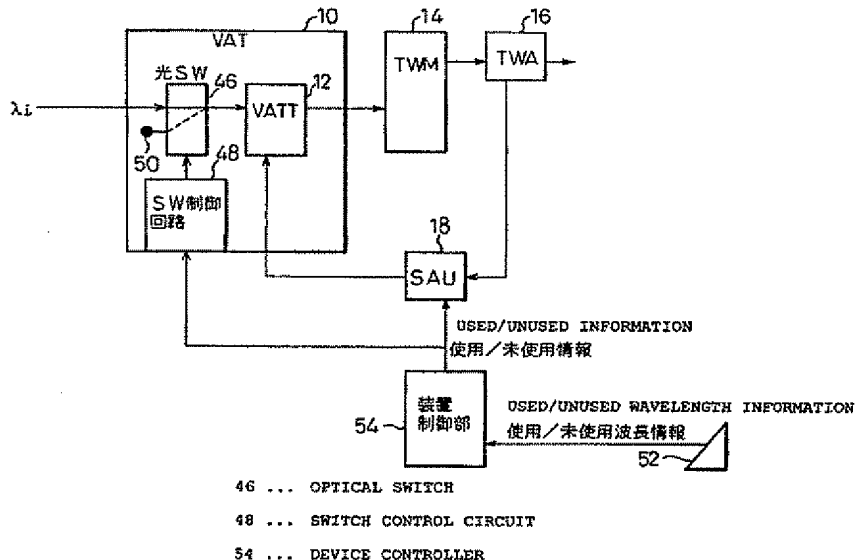 10
VAT
14
16
光SW
46
12
TWM
TWA
λi
VATT
50
48
SW制御
回路
18
SAU
USED/UNUSED INFORMATION
使用/未使用情報
装置
制御部
54
USED/UNUSED WAVELENGTH INFORMATION
使用/未使用波長情報
52
46 ... OPTICAL SWITCH
48 ... SWITCH CONTROL CIRCUIT
54 ... DEVICE CONTROLLER